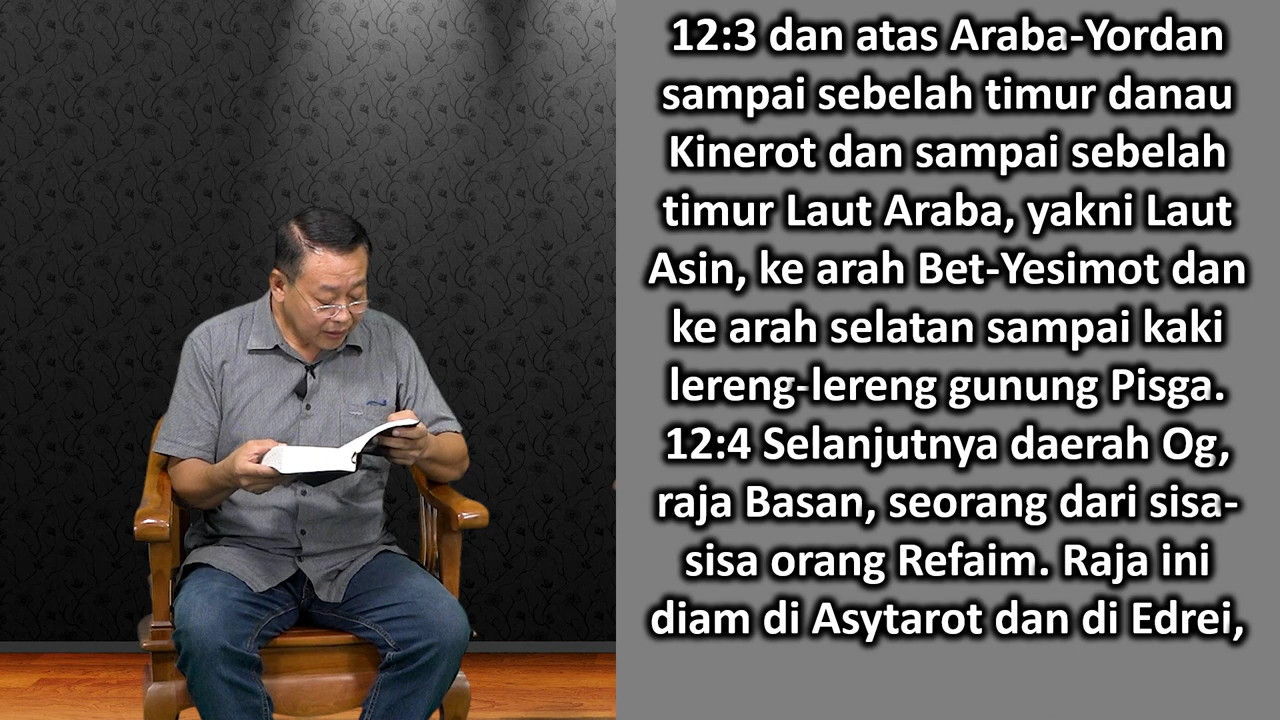 12:3 dan atas Araba-Yordan
sampai sebelah timur danau
Kinerot dan sampai sebelah
timur Laut Araba, yakni Laut
Asin, ke arah Bet-Yesimot dan
ke arah selatan sampai kaki
lereng-lereng gunung Pisga.
12:4 Selanjutnya daerah Og,
raja Basan, seorang dari sisa-
sisa orang Refaim. Raja ini
diam di Asytarot dan di Edrei,